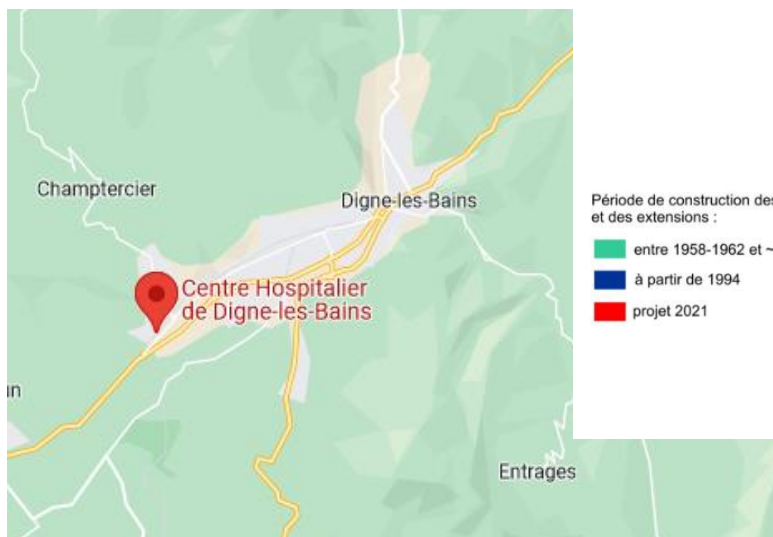 Champtercier
Digne-les-Bains
Centre Hospitalier
de Digne-les-Bains
un
Entrages
Période de construction des
et des extensions :
entre 1958-1962 et ~
à partir de 1994
projet 2021